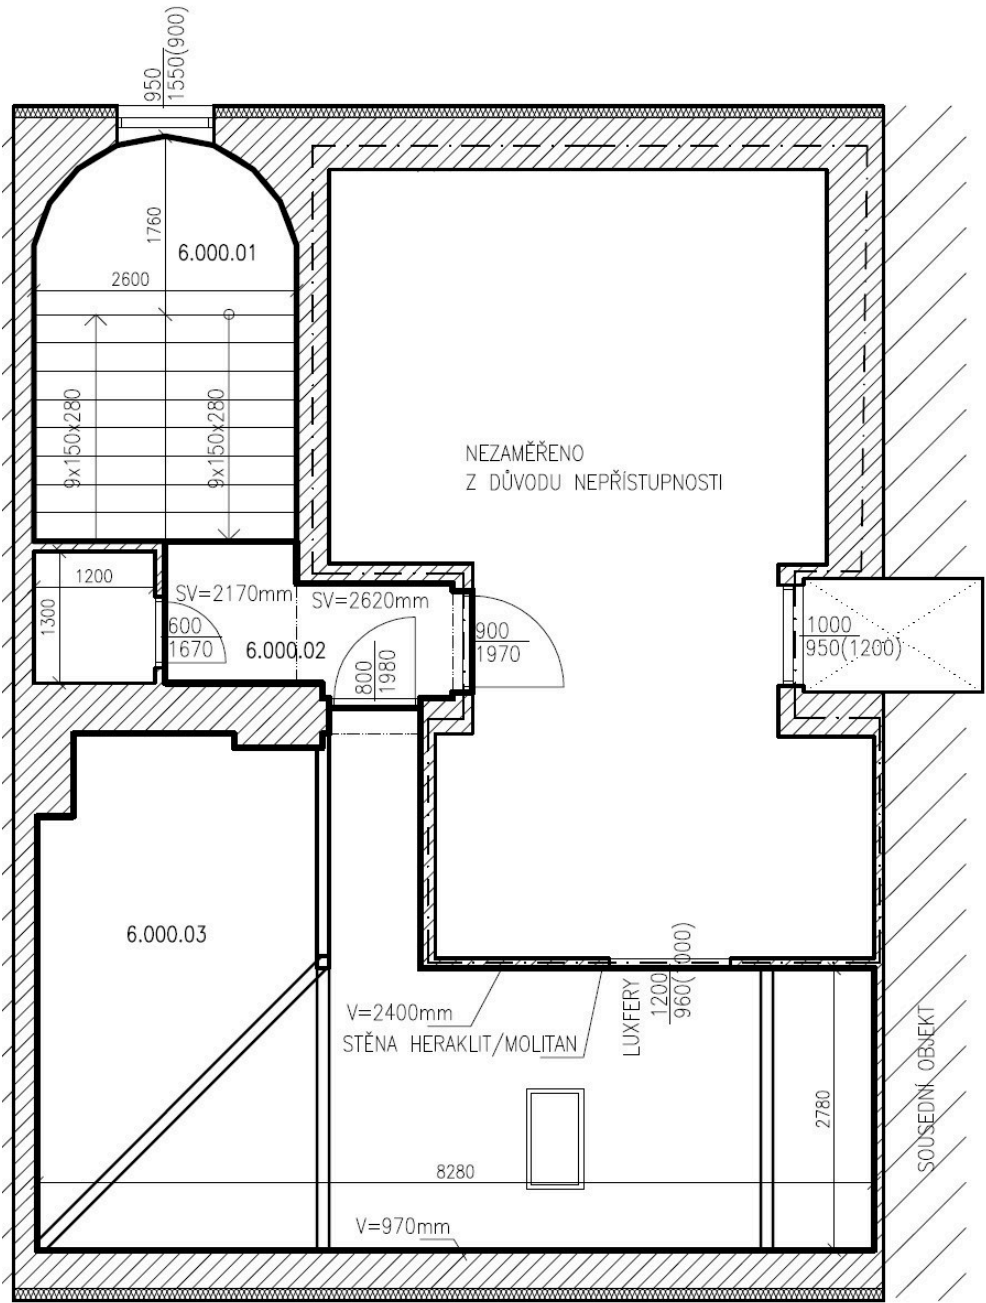 950
1550(900)
1760
6.000.01
2600
9x150x280
9x150x280
NEZAMĚŘENO
Z DŮVODU NEPŘÍSTUPNOSTI
1200
1300
SV=2170mm
SV=2620mm
600
1670
6.000.02
800
1980
900
1970
1000
950(1200)
6.000.03
V=2400mm
STĚNA HERAKLIT/MOLITAN
LUXFERY
1200
960(1000)
2780
SOUSEDNÍ OBJEKT
8280
V=970mm